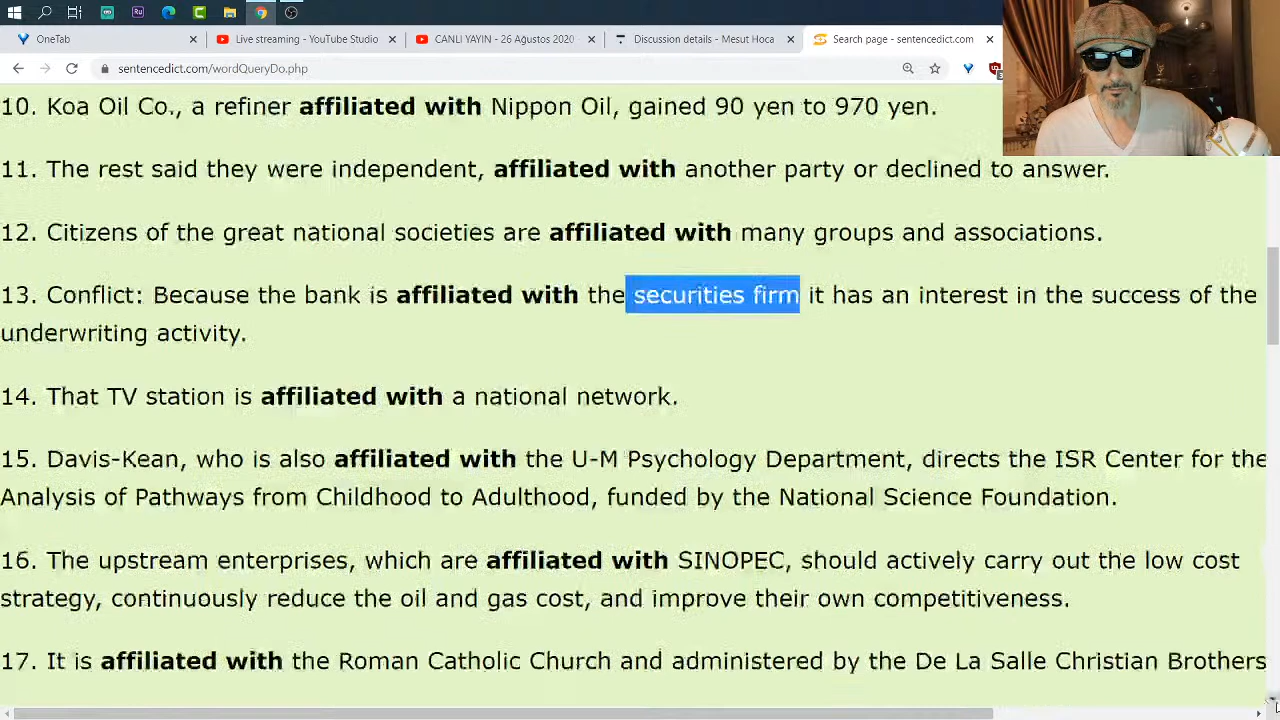 OneTab
Live streaming - YouTube Studio
CANLI YAYIN - 26 Ağustos 2020 -
Discussion details - Mesut Hoca
Search page - sentencedict.com
sentencedict.com/wordQueryDo.php
10. Koa Oil Co., a refiner affiliated with Nippon Oil, gained 90 yen to 970 yen.
11. The rest said they were independent, affiliated with another party or declined to answer.
12. Citizens of the great national societies are affiliated with many groups and associations.
13. Conflict: Because the bank is affiliated with the securities firm it has an interest in the success of the
underwriting activity.
14. That TV station is affiliated with a national network.
15. Davis-Kean, who is also affiliated with the U-M Psychology Department, directs the ISR Center for the
Analysis of Pathways from Childhood to Adulthood, funded by the National Science Foundation.
16. The upstream enterprises, which are affiliated with SINOPEC, should actively carry out the low cost
strategy, continuously reduce the oil and gas cost, and improve their own competitiveness.
17. It is affiliated with the Roman Catholic Church and administered by the De La Salle Christian Brothers